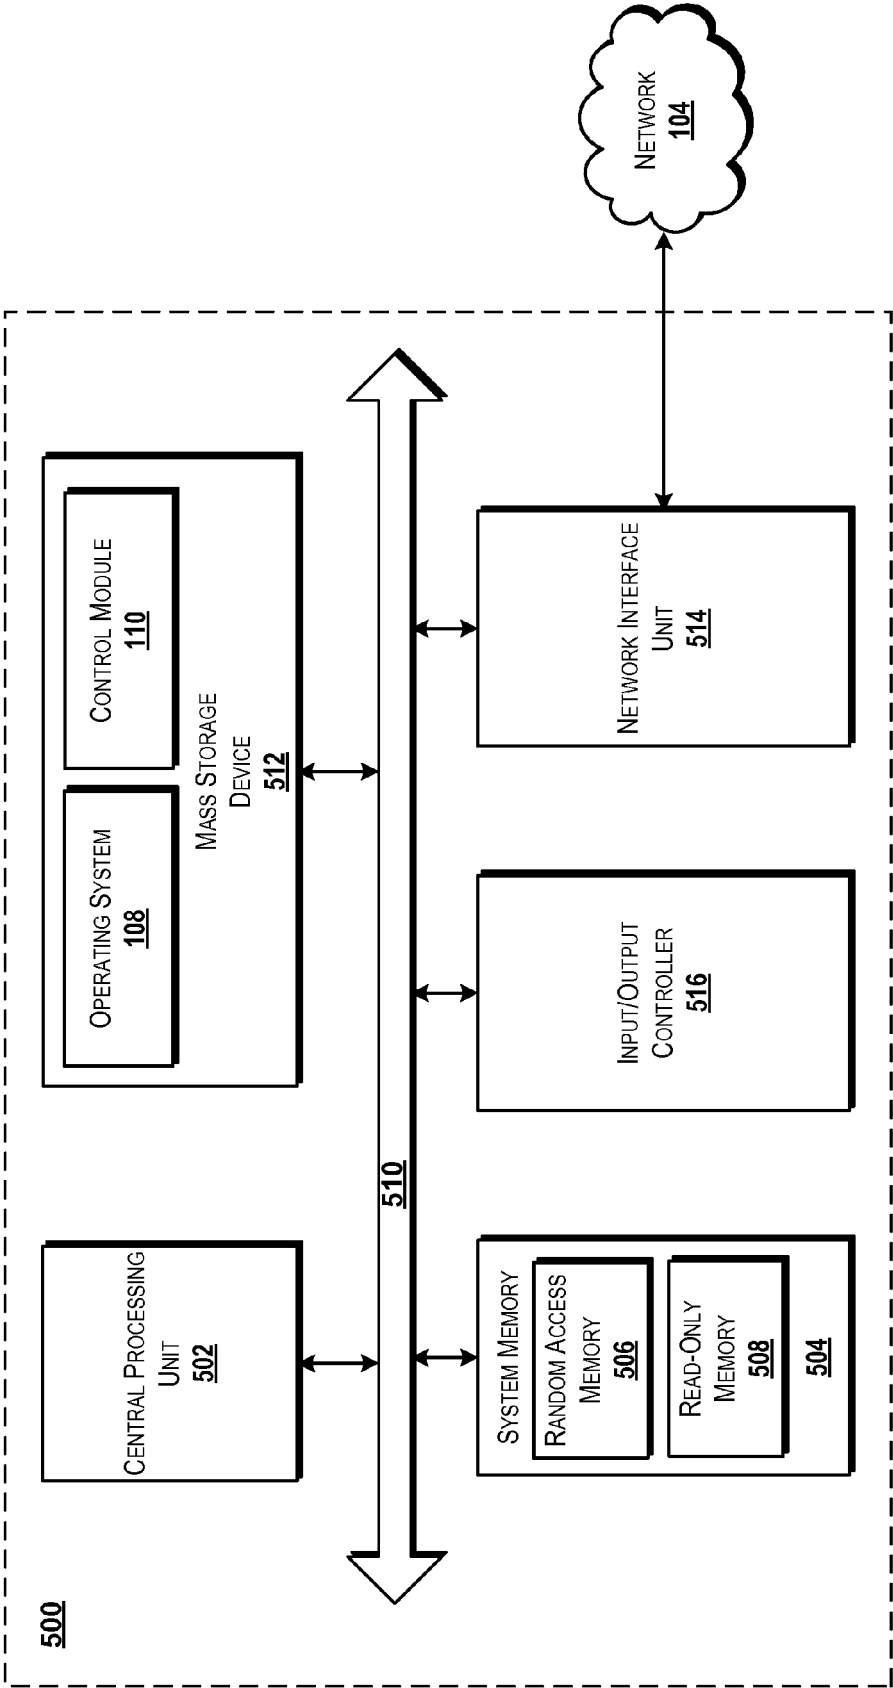 500
CENTRAL PROCESSING
UNIT
502
OPERATING SYSTEM
108
CONTROL MODULE
110
MASS STORAGE
DEVICE
512
510
SYSTEM MEMORY
RANDOM ACCESS
MEMORY
506
READ-ONLY
MEMORY
508
504
INPUT/OUTPUT
CONTROLLER
516
NETWORK INTERFACE
UNIT
514
NETWORK
104